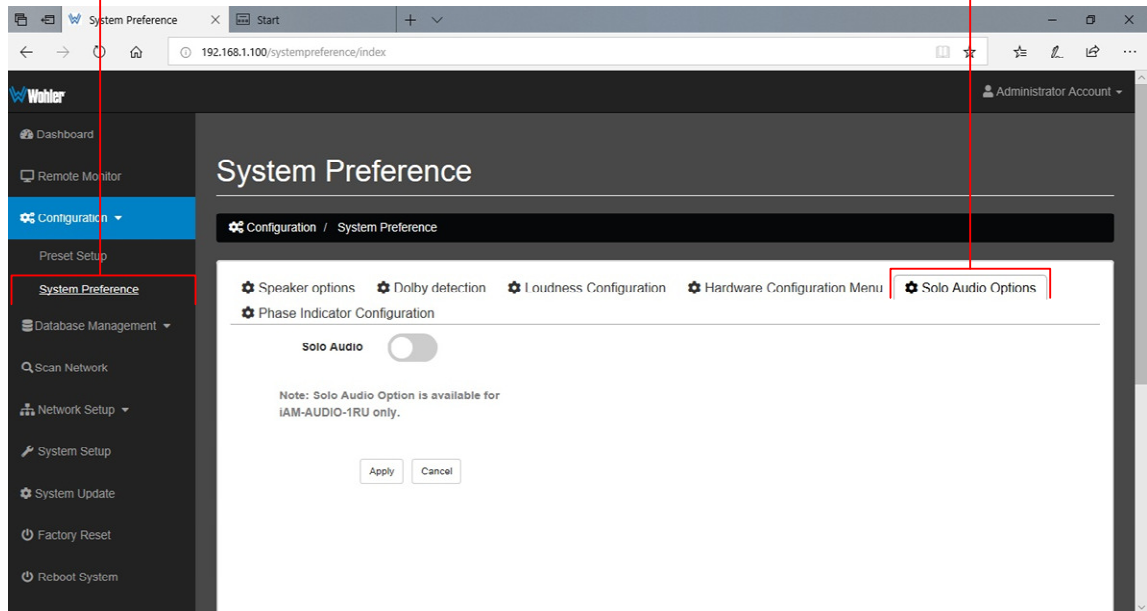 System Preference
Start
192.168.1.100/systempreference/index
Wohler
Administrator Account
Dashboard
Remote Monitor
Configuration
Preset Setup
System Preference
Database Management
Scan Network
Network Setup
System Setup
System Update
Factory Reset
Reboot System
System Preference
Configuration / System Preference
Speaker options Dolby detection Loudness Configuration Hardware Configuration Menu Solo Audio Options
Phase Indicator Configuration
Solo Audio
Note: Solo Audio Option is available for
iAM-AUDIO-1RU only.
Apply Cancel